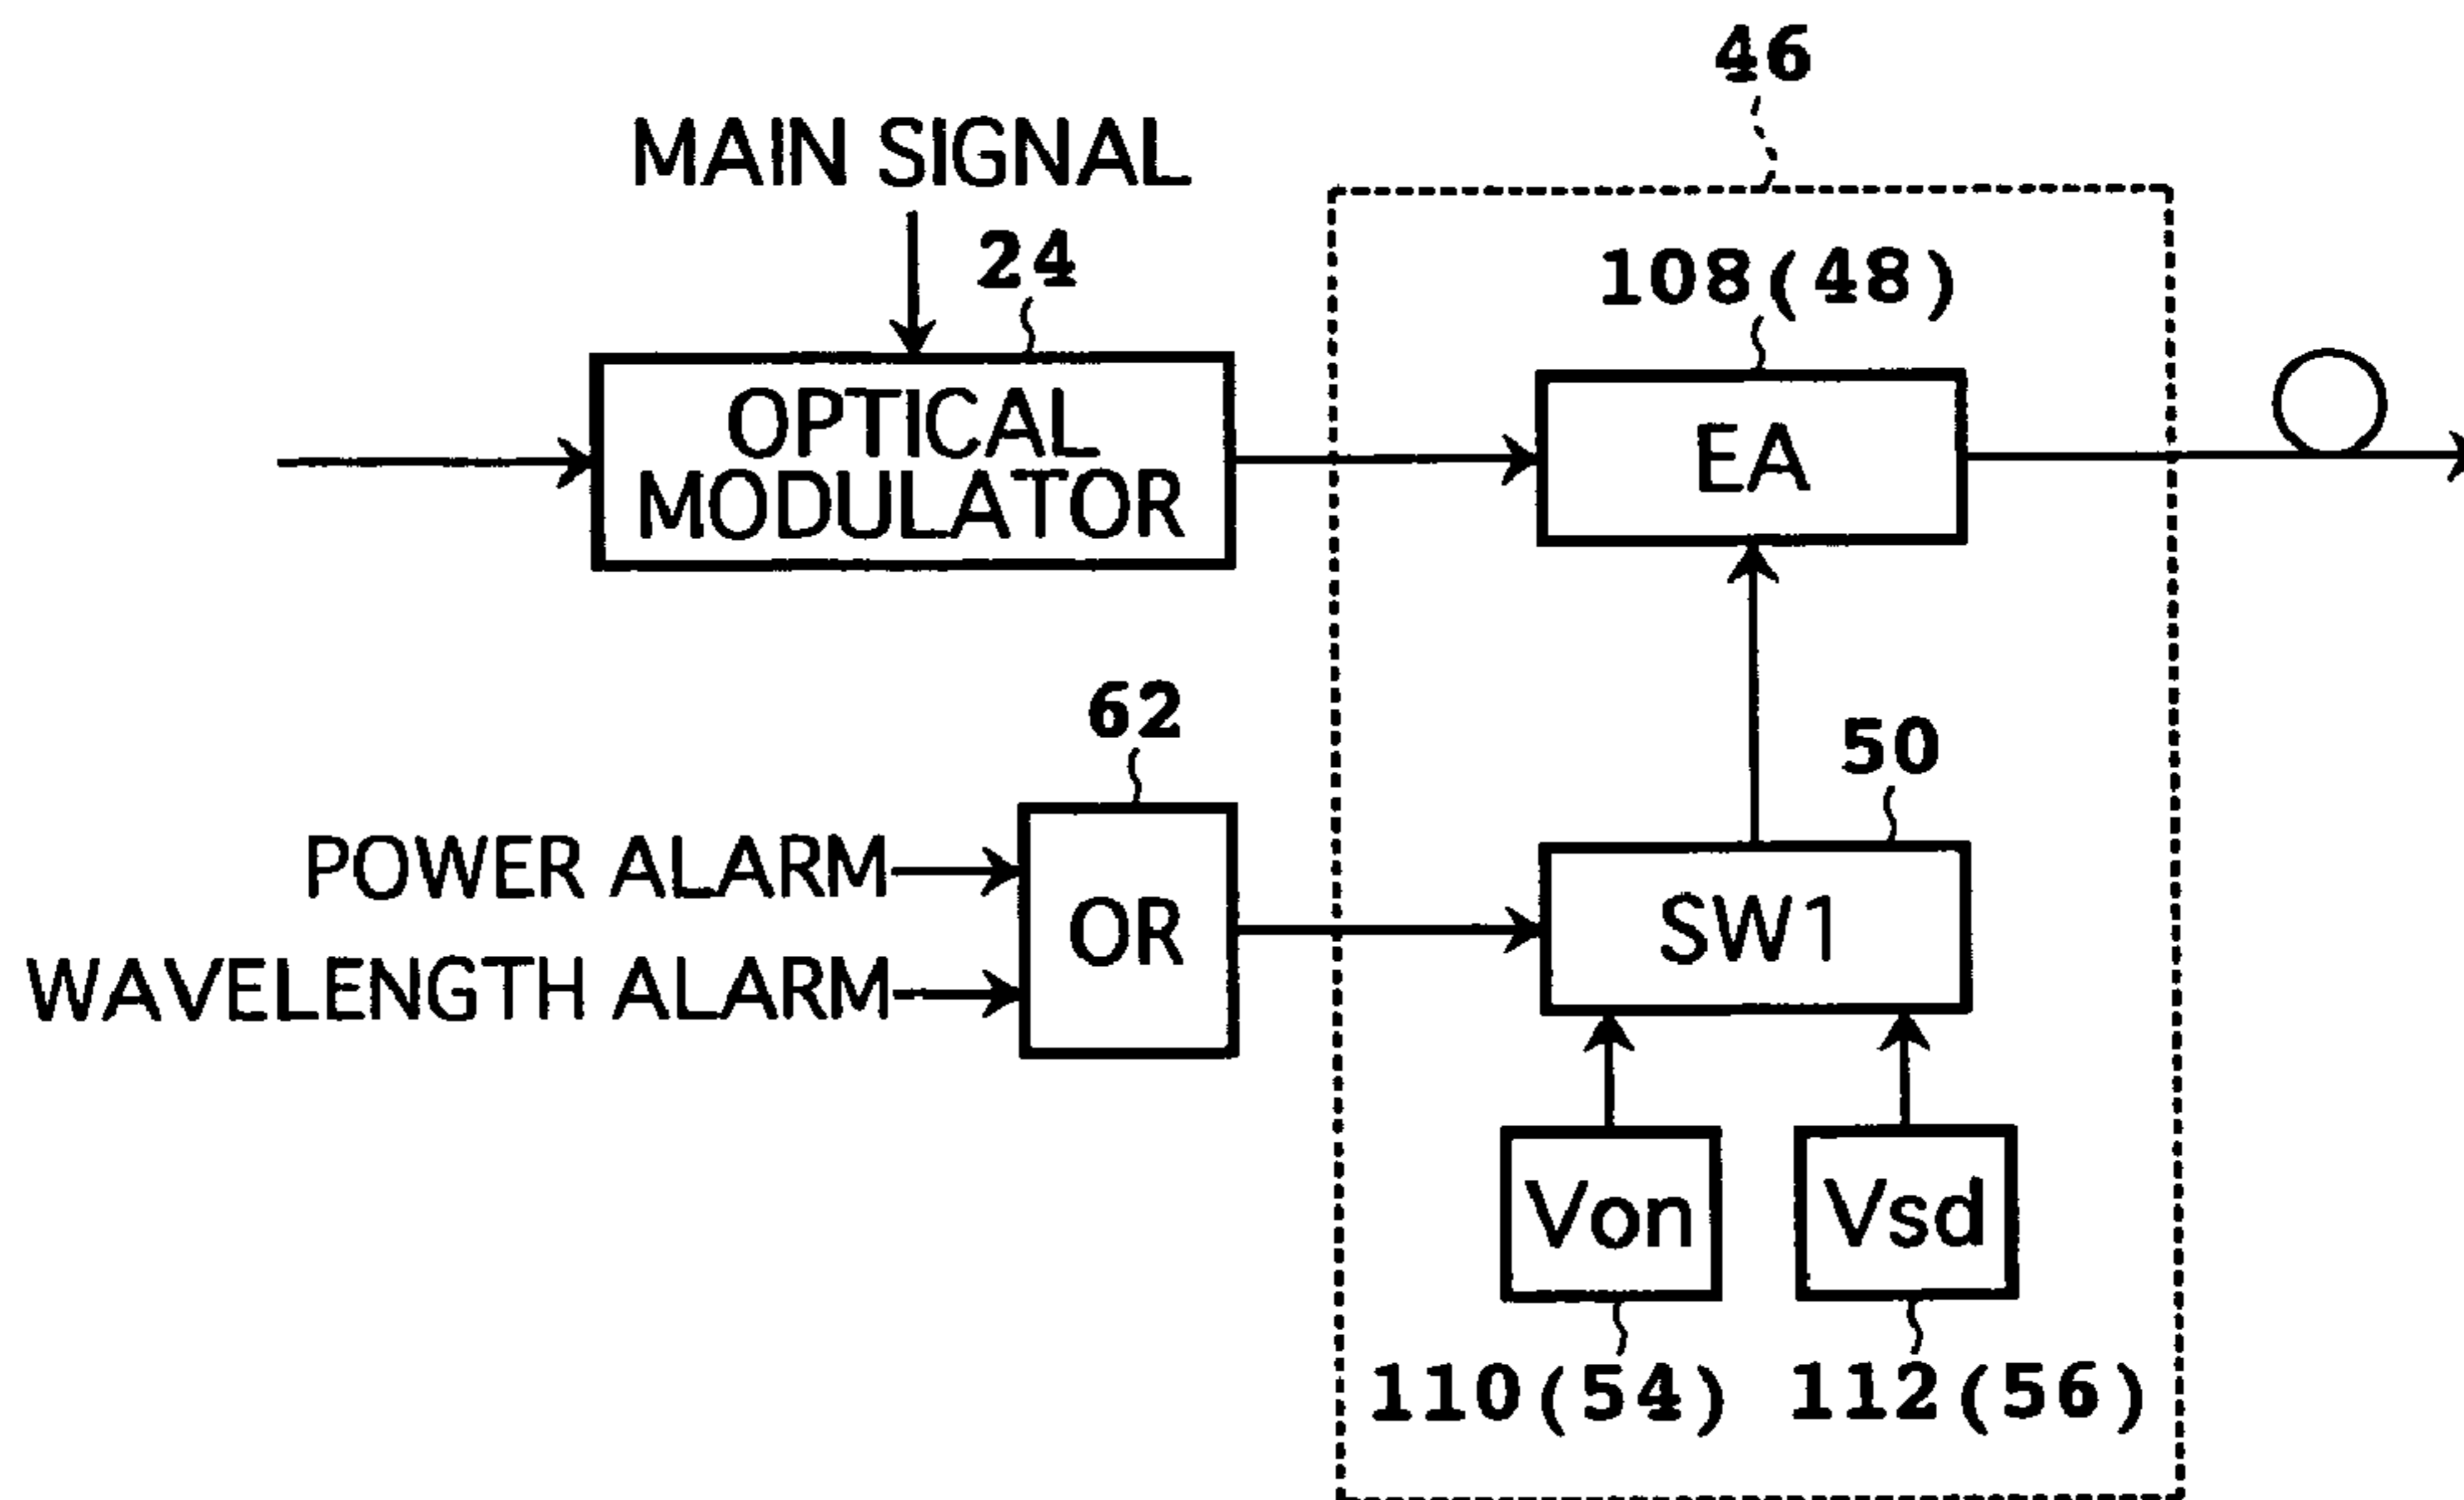 46
MAIN SIGNAL
24
108(48)
OPTICAL
MODULATOR
EA
62
50
POWER ALARM
OR
SW1
WAVELENGTH ALARM
Von
Vsd
110(54)
112(56)